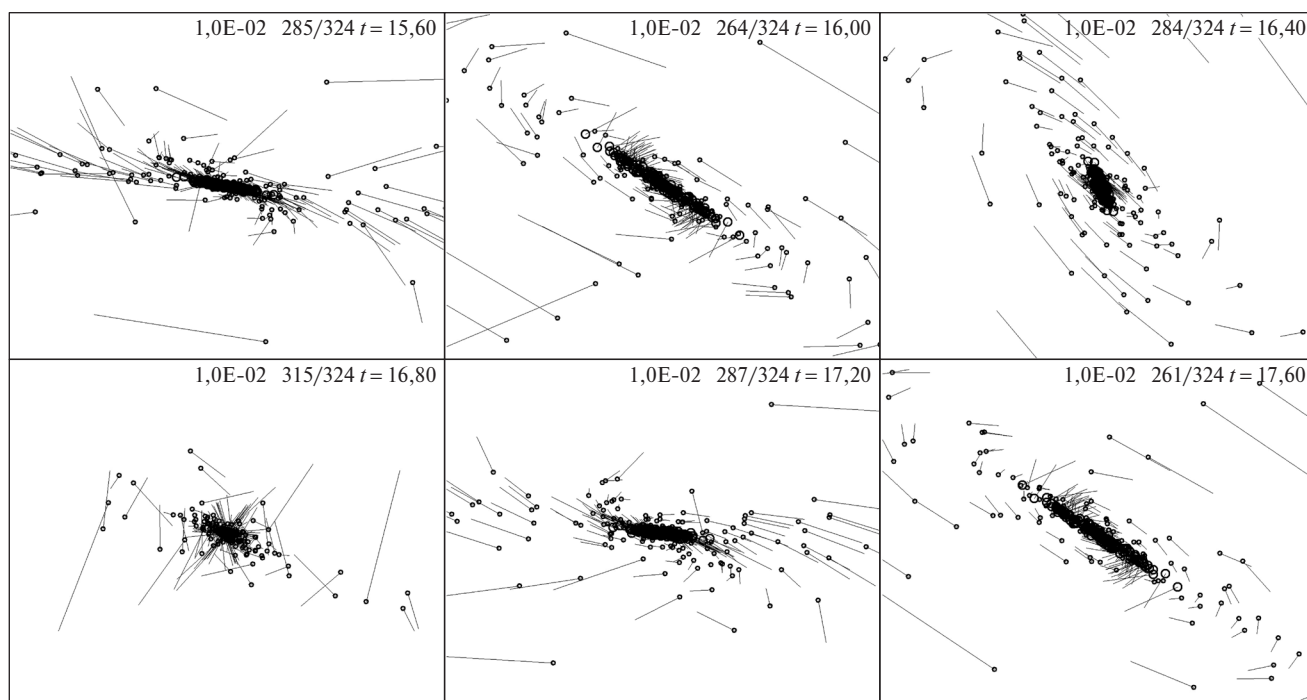 1,0E-02 285/324 t = 15,60
1,0E-02 264/324 t = 16,00
1,0E-02 284/324 t = 16,40
1,0E-02 315/324 t = 16,80
1,0E-02 287/324 t = 17,20
1,0E-02 261/324 t = 17,60